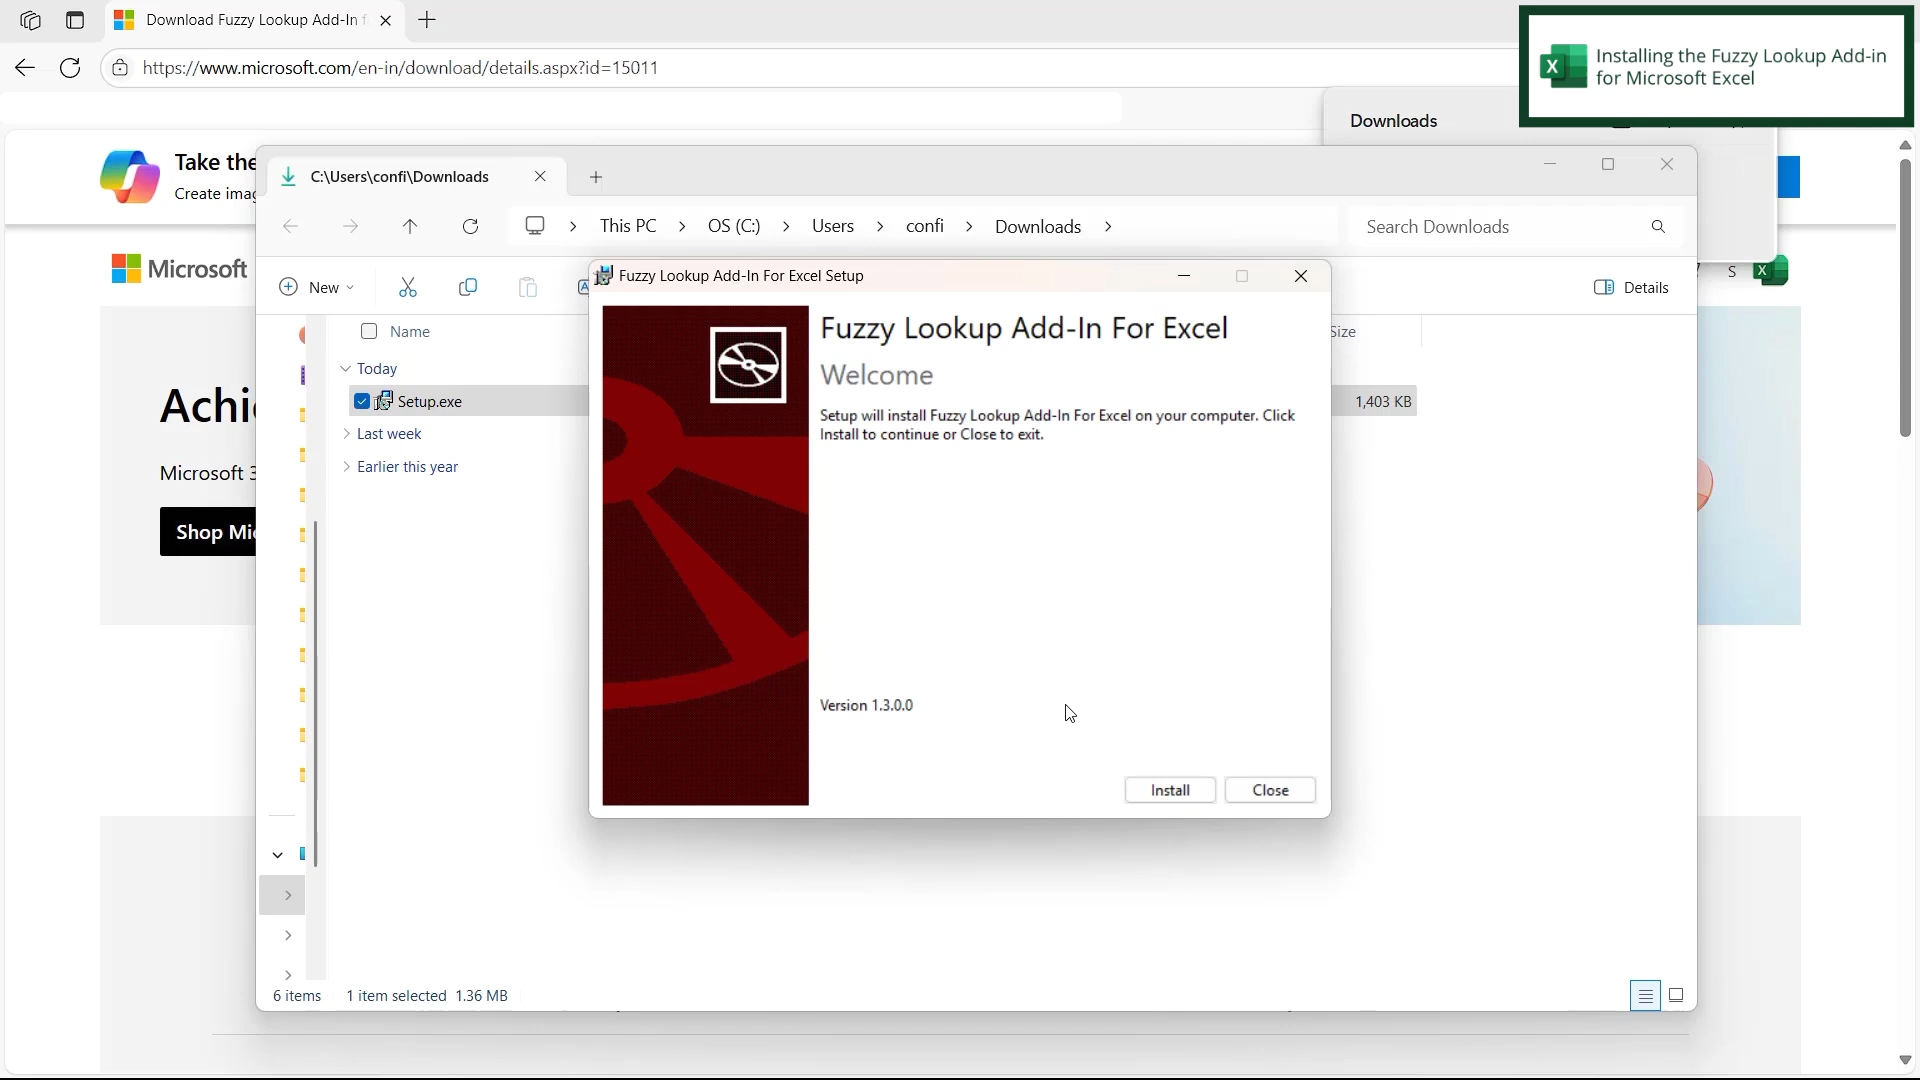 Download Fuzzy Lookup Add-In f
https://www.microsoft.com/en-in/download/details.aspx?id=15011
Installing the Fuzzy Lookup Add-in
for Microsoft Excel
Downloads
Take the
Create imag
C:\Users\confi\Downloads
This PC > OS (C:) > Users > confi > Downloads >
Search Downloads
Microsoft
New
Details
S
Fuzzy Lookup Add-In For Excel Setup
Name
Size
Today
Setup.exe
1,403 KB
Last week
Earlier this year
Fuzzy Lookup Add-In For Excel
Welcome
Setup will install Fuzzy Lookup Add-In For Excel on your computer. Click
Install to continue or Close to exit.
Version 1.3.0.0
Install
Close
Achi
Microsoft 3
Shop Mi
6 items
1 item selected 1.36 MB